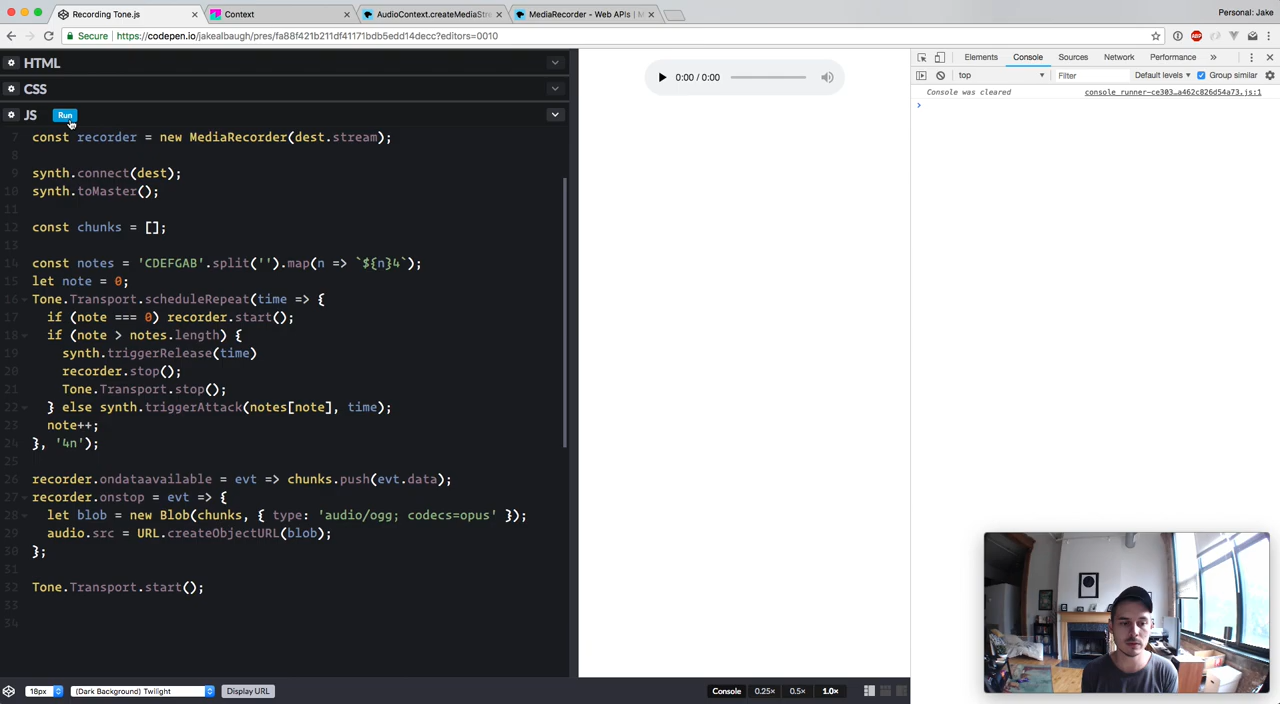 Recording Tone.js
Context
AudioContext.createMediaStre
MediaRecorder - Web APIs | M
Personal: Jake
Secure
https://codepen.io/jakealbaugh/pres/fa88f421b211df41171bdb5edd14decc?editors=0010
HTML
CSS
JS
Run
7 const recorder = new MediaRecorder(dest.stream);
8
9 synth.connect(dest);
10 synth.toMaster();
11
12 const chunks = [];
13
14 const notes = 'CDEFGAB'.split('').map(n => `${n}4`);
15 let note = 0;
16 Tone.Transport.scheduleRepeat(time => {
17 if (note === 0) recorder.start();
18 if (note > notes.length) {
19 synth.triggerRelease(time)
20 recorder.stop();
21 Tone.Transport.stop();
22 } else synth.triggerAttack(notes[note], time);
23 note++;
24 }, '4n');
25
26 recorder.ondataavailable = evt => chunks.push(evt.data);
27 recorder.onstop = evt => {
28 let blob = new Blob(chunks, { type: 'audio/ogg; codecs=opus' });
29 audio.src = URL.createObjectURL(blob);
30 };
31
32 Tone.Transport.start();
33
34
18px
(Dark Background) Twilight
Display URL
0:00 / 0:00
Console
0.25×
0.5×
1.0×
Elements
Console
Sources
Network
Performance
»
top
Filter
Default levels
Group similar
Console was cleared
console_runner-ce303…a462c826d54a73.js:1
>